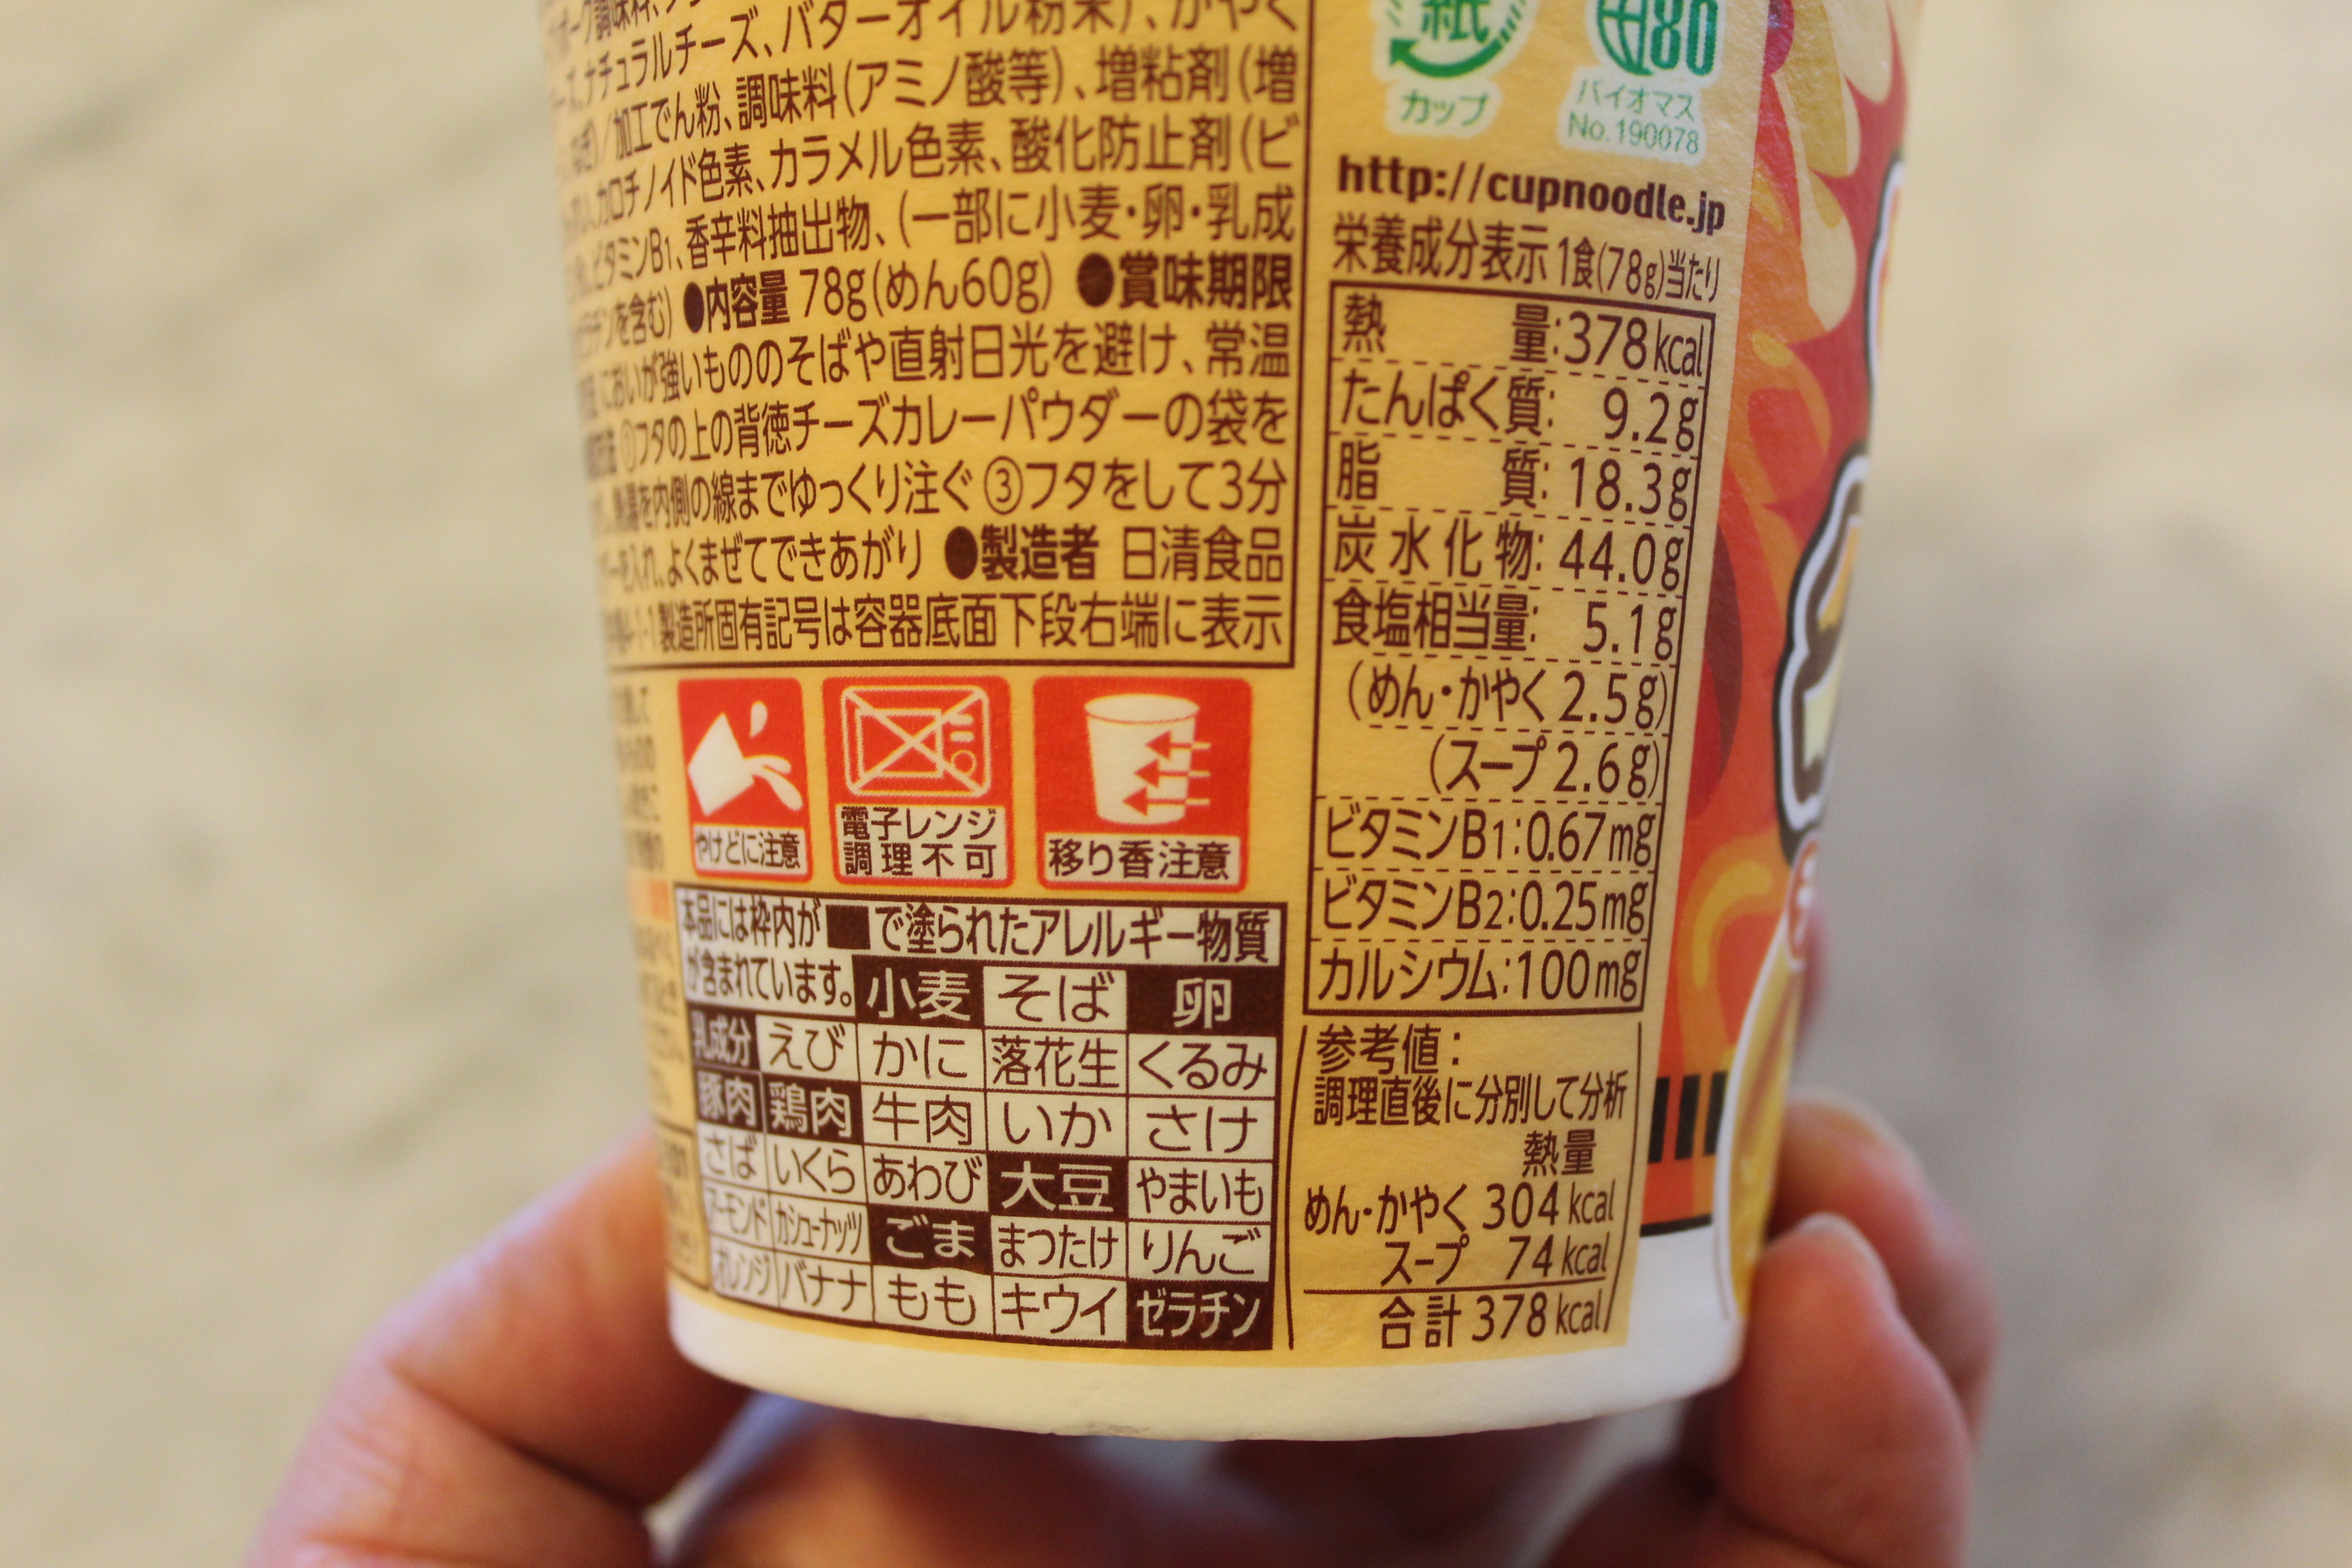 ナチュラルチーズ、バターオイル粉末)、かやく
/加工でん粉、調味料(アミノ酸等)、増粘剤(増
カロチノイド色素、カラメル色素、酸化防止剤(ビ
ビタミンB1、香辛料抽出物、(一部に小麦・卵・乳成
を含む) ●内容量 78g(めん60g) ●賞味期限
においが強いもののそばや直射日光を避け、常温
①フタの上の背徳チーズカレーパウダーの袋を
熱湯を内側の線までゆっくり注ぐ ③フタをして3分
を入れ、よくまぜてできあがり ●製造者 日清食品
製造所固有記号は容器底面下段右端に表示
やけどに注意
電子レンジ
調理不可
移り香注意
本品には枠内が■で塗られたアレルギー物質
が含まれています。 小麦 そば 卵
乳成分 えび かに 落花生 くるみ
豚肉 鶏肉 牛肉 いか さけ
さば いくら あわび 大豆 やまいも
アーモンド カシューナッツ ごま まつたけ りんご
オレンジ バナナ もも キウイ ゼラチン
紙
カップ
80
バイオマス
No.190078
http://cupnoodle.jp
栄養成分表示 1食(78g)当たり
熱量:378kcal
たんぱく質: 9.2g
脂質: 18.3g
炭水化物: 44.0g
食塩相当量: 5.1g
(めん・かやく 2.5g)
(スープ 2.6g)
ビタミンB1:0.67mg
ビタミンB2:0.25mg
カルシウム:100mg
参考値:
調理直後に分別して分析
熱量
めん・かやく 304kcal
スープ 74kcal
合計 378kcal